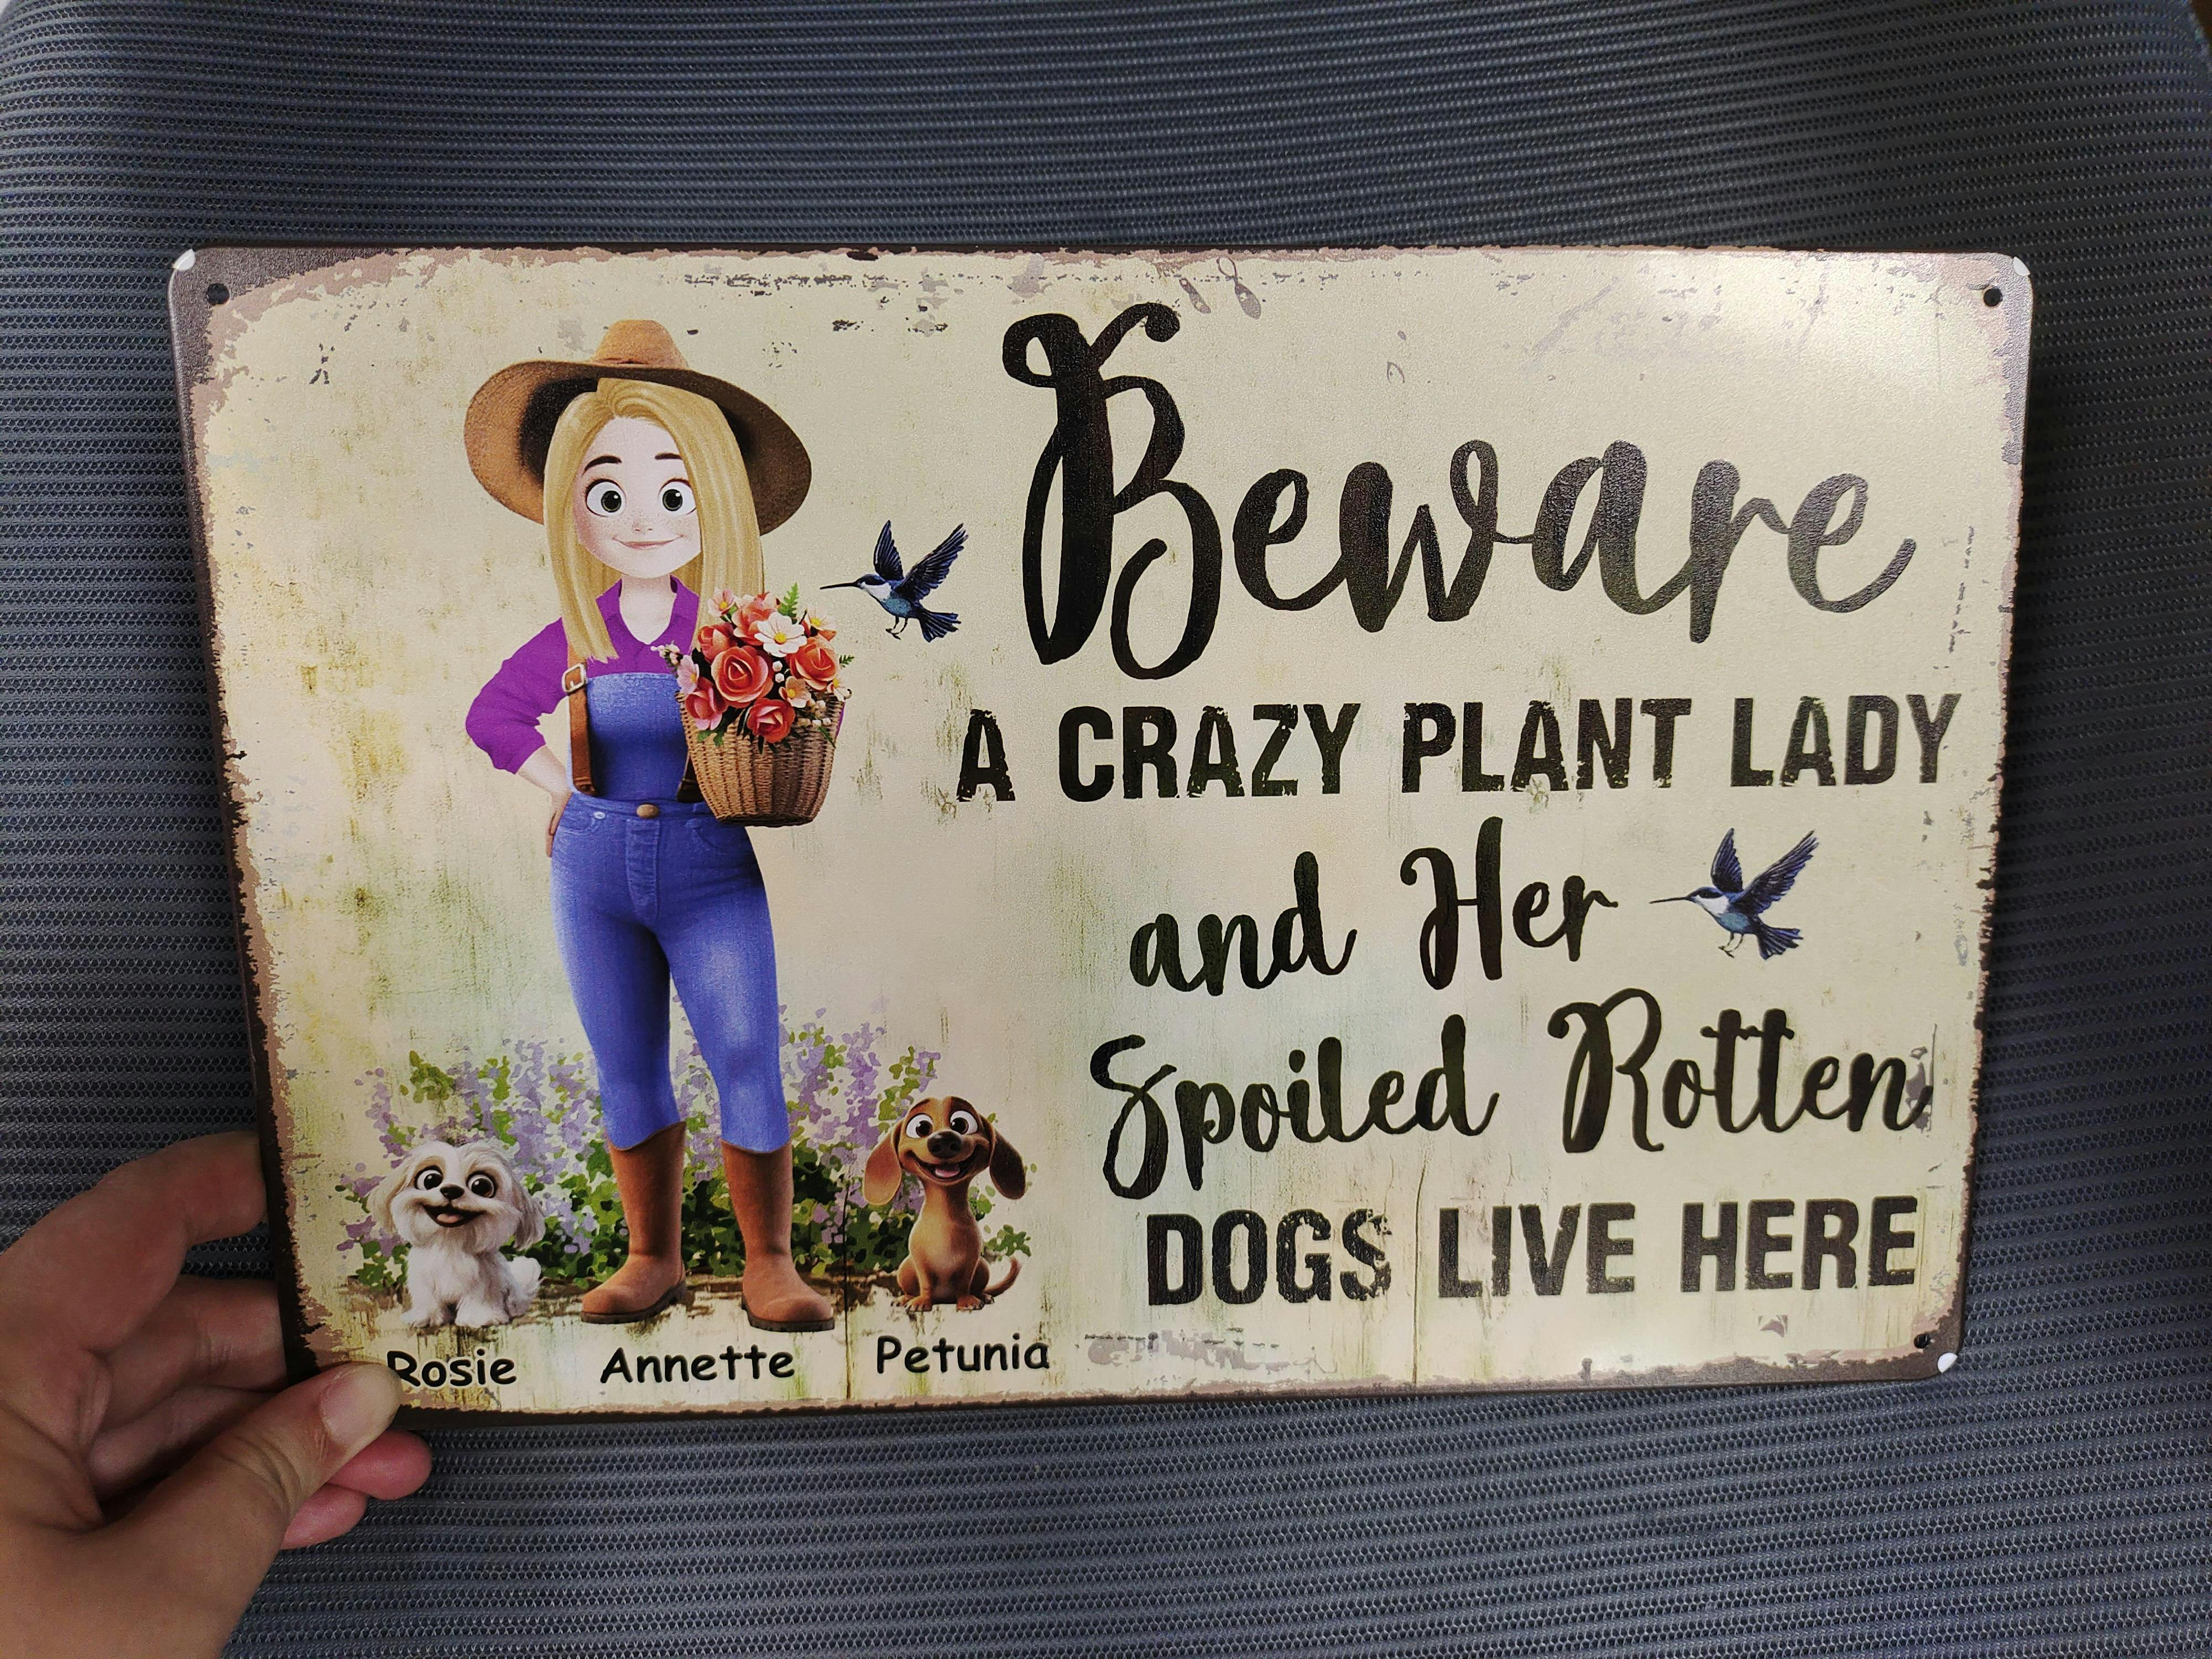 Beware
A CRAZY PLANT LADY
and Her
Spoiled Rotten
DOGS LIVE HERE
Rosie Annette Petunia